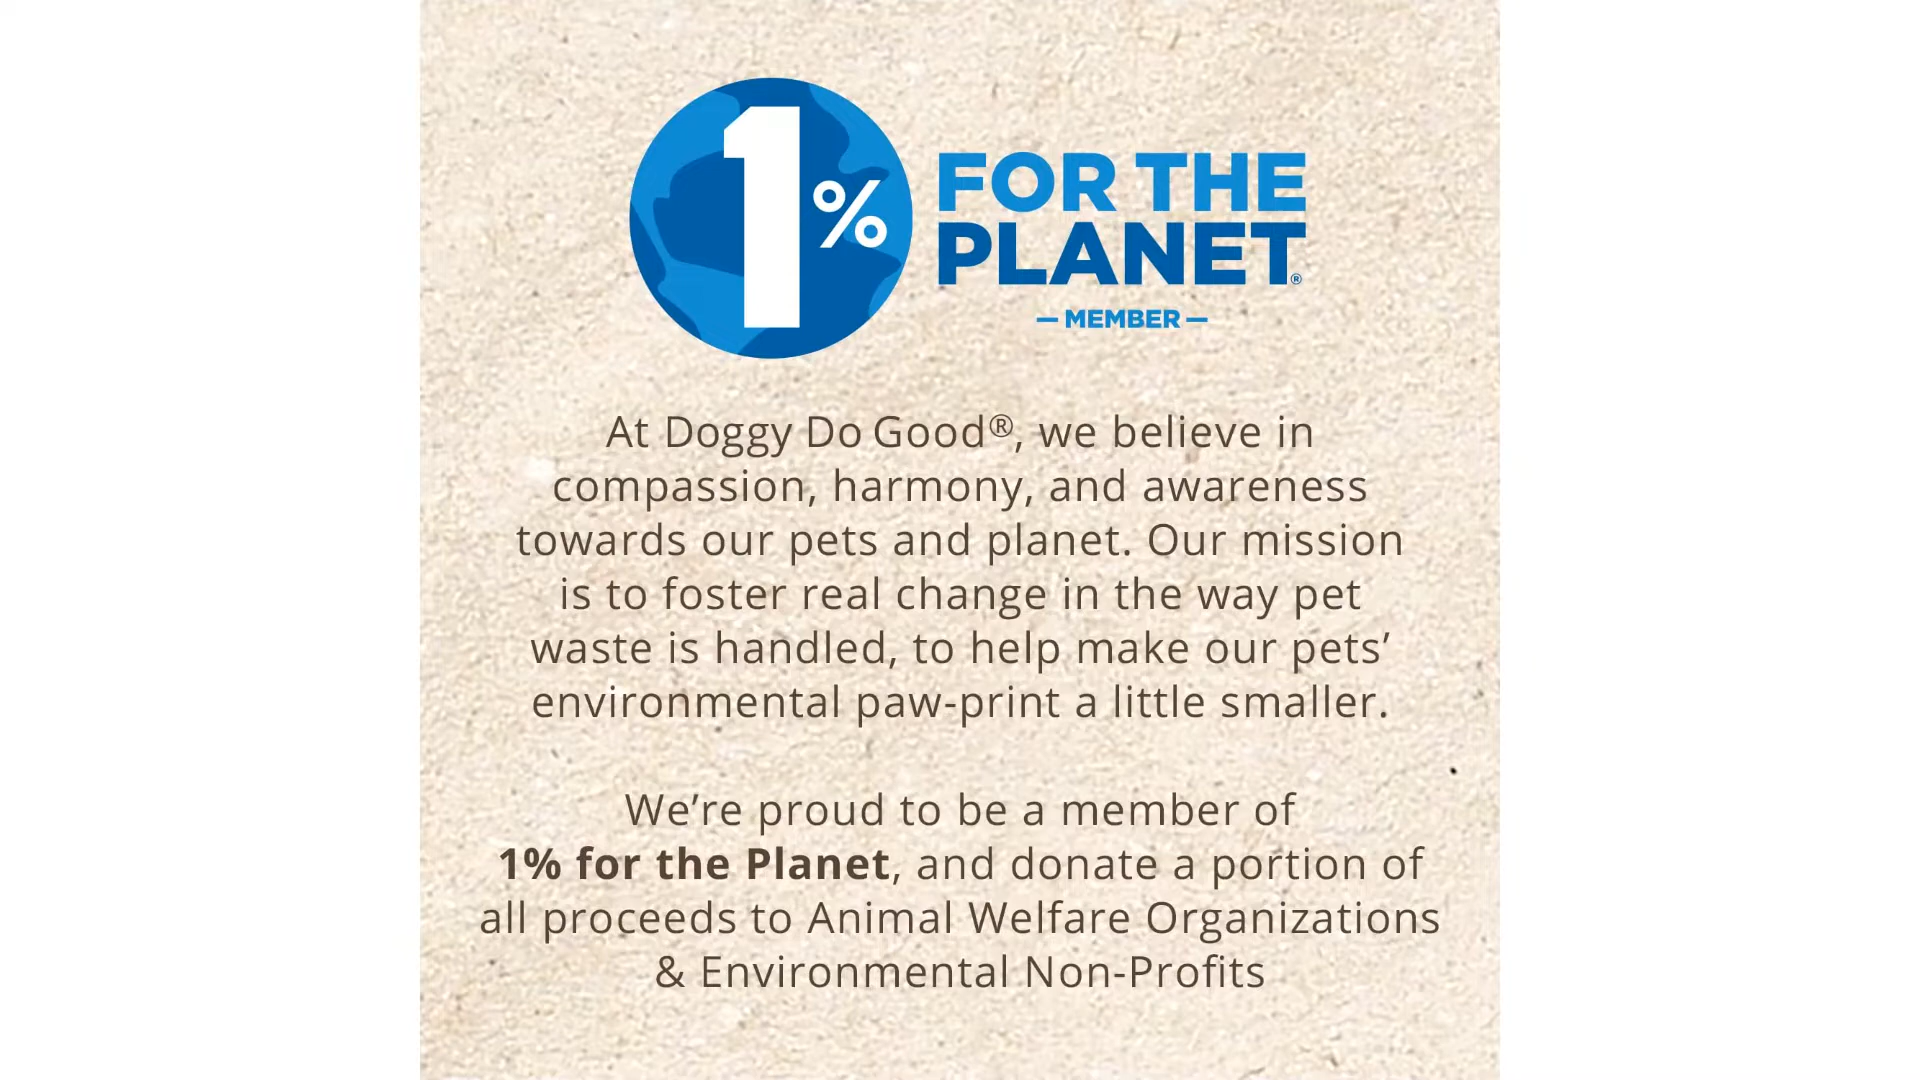 1%
FOR THE
PLANET®
— MEMBER —
At Doggy Do Good®, we believe in
compassion, harmony, and awareness
towards our pets and planet. Our mission
is to foster real change in the way pet
waste is handled, to help make our pets’
environmental paw-print a little smaller.
We’re proud to be a member of
1% for the Planet, and donate a portion of
all proceeds to Animal Welfare Organizations
& Environmental Non-Profits